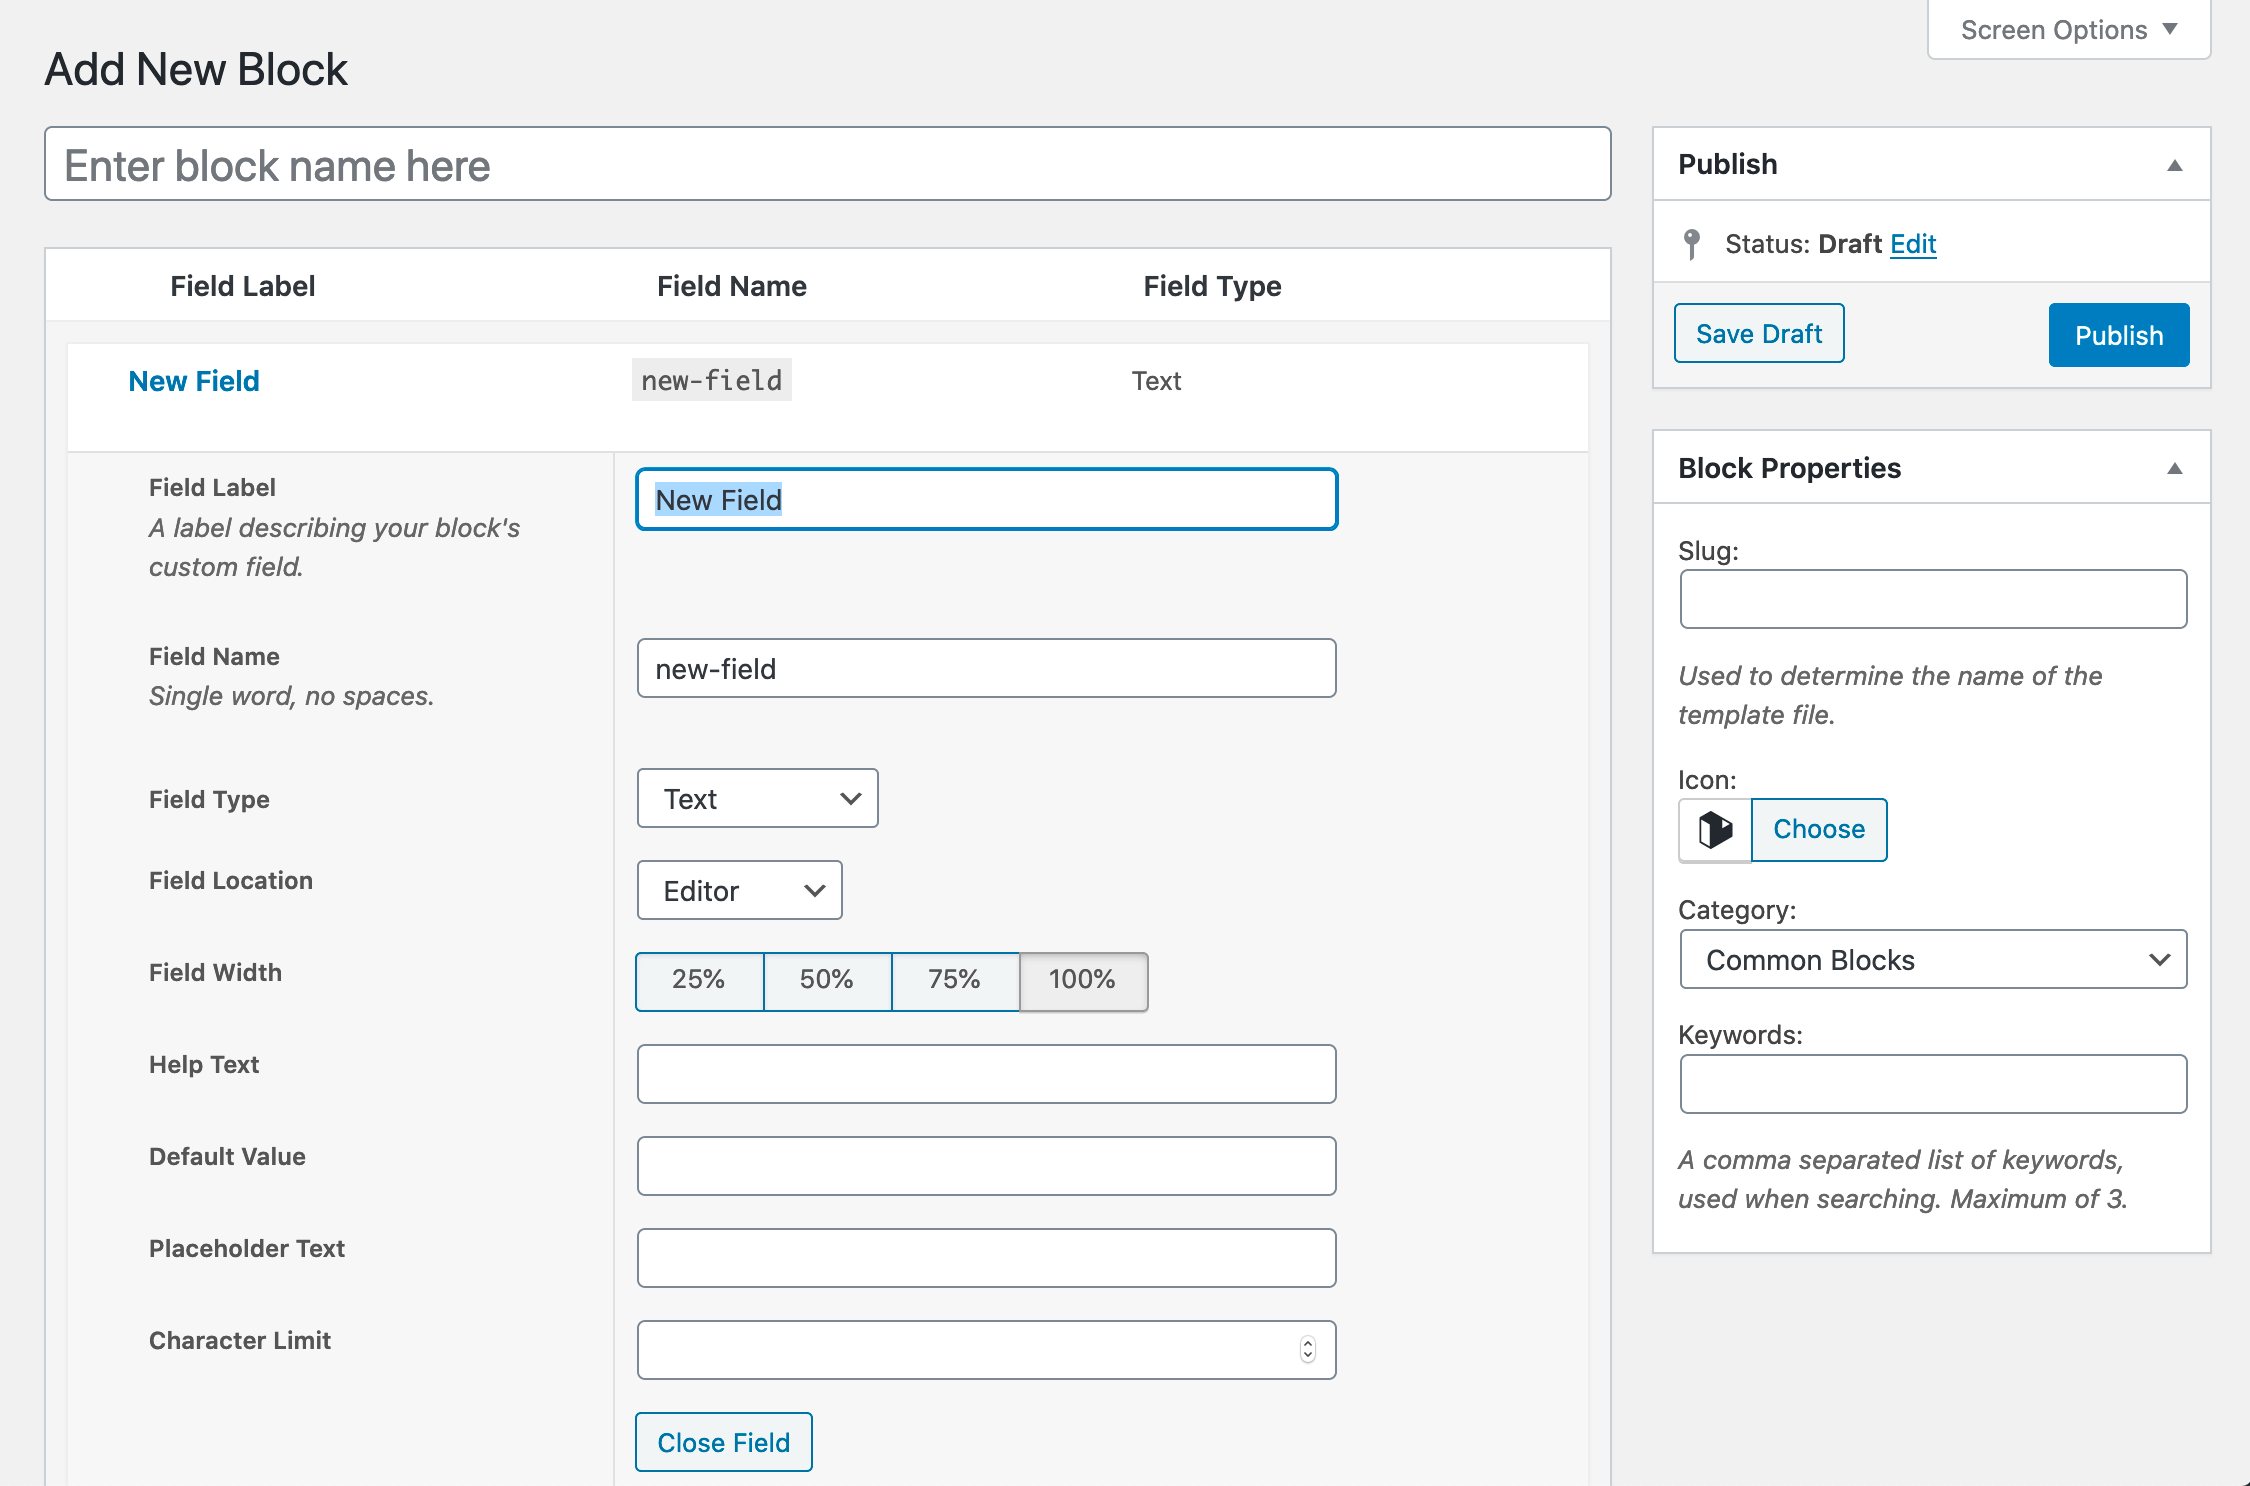 Screen Options
Add New Block
Enter block name here
Field Label Field Name Field Type
New Field new-field Text
Field Label
A label describing your block's
custom field.
New Field
Field Name
Single word, no spaces.
new-field
Field Type
Text
Field Location
Editor
Field Width
25% 50% 75% 100%
Help Text
Default Value
Placeholder Text
Character Limit
Close Field
Publish
Status: Draft Edit
Save Draft Publish
Block Properties
Slug:
Used to determine the name of the
template file.
Icon:
Choose
Category:
Common Blocks
Keywords:
A comma separated list of keywords,
used when searching. Maximum of 3.